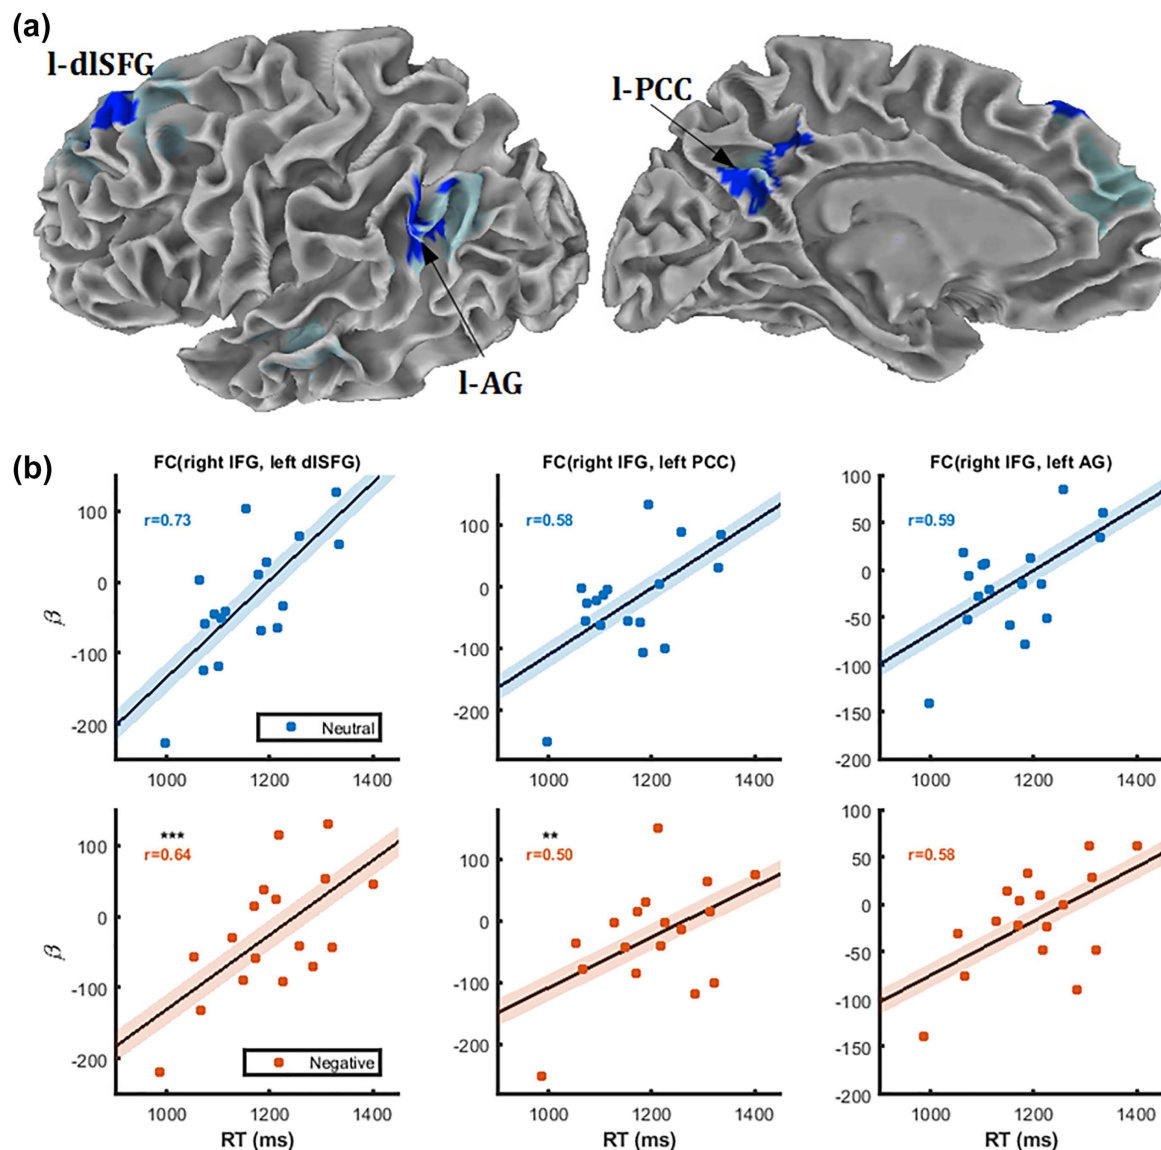 (a)
l-dlSFG
l-PCC
l-AG
(b)
FC(right IFG, left dlSFG)
FC(right IFG, left PCC)
FC(right IFG, left AG)
r=0.73
r=0.58
r=0.59
β
100
0
-100
-200
100
0
-100
-200
100
50
0
-50
-100
-150
-200
Neutral
1000 1200 1400
1000 1200 1400
1000 1200 1400
***
r=0.64
**
r=0.50
r=0.58
β
100
0
-100
-200
100
0
-100
-200
100
50
0
-50
-100
-150
-200
Negative
1000 1200 1400
1000 1200 1400
1000 1200 1400
RT (ms)
RT (ms)
RT (ms)